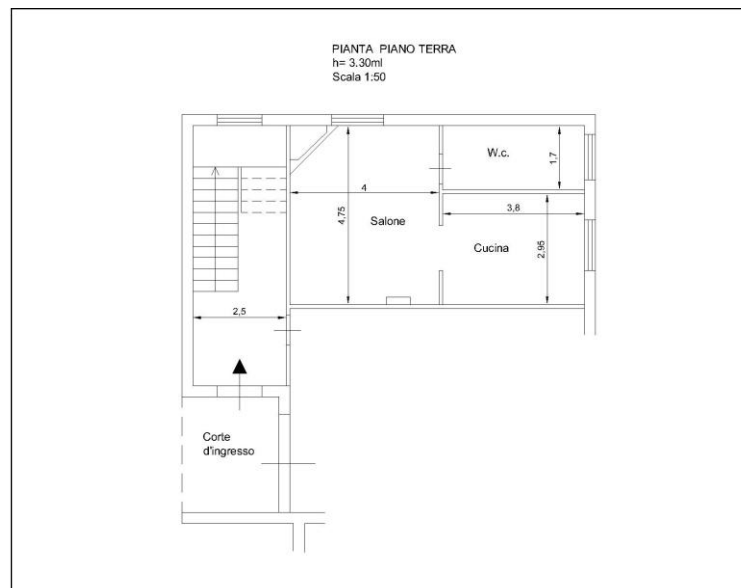 PIANTA PIANO TERRA
h= 3.30ml
Scala 1:50
W.c.
1,7
4
3,8
4,75
Salone
Cucina
2,95
2,5
Corte
d'ingresso